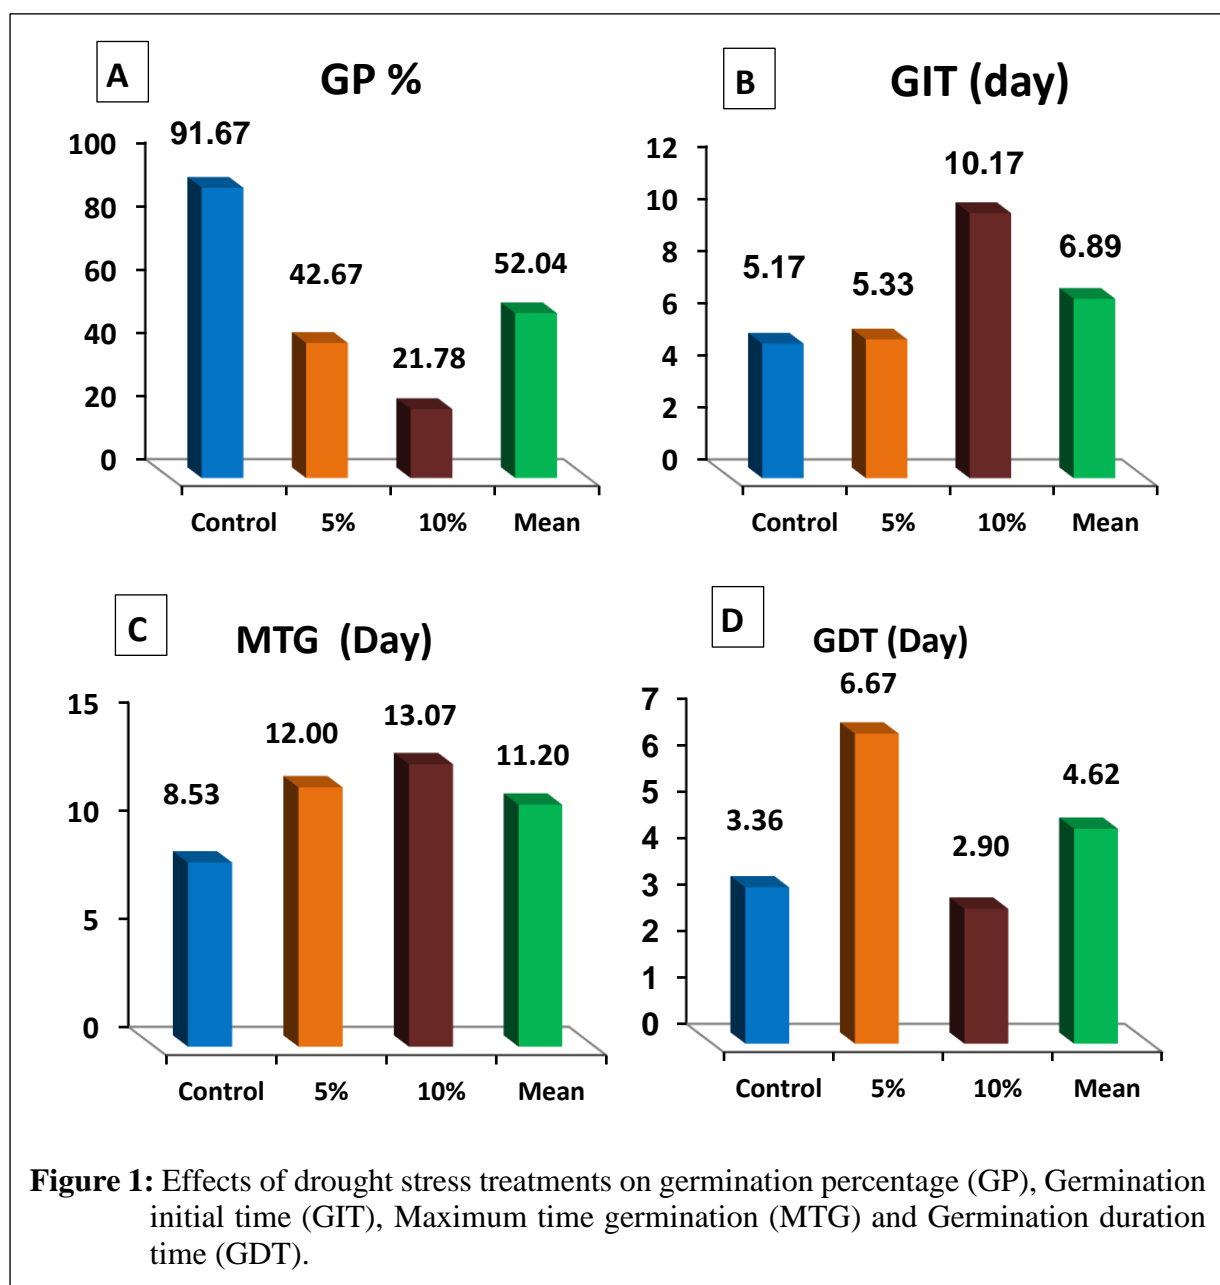 A
GP %
91.67
42.67
21.78
52.04
100
80
60
40
20
0
Control 5% 10% Mean
B
GIT (day)
5.17
5.33
10.17
6.89
12
10
8
6
4
2
0
Control 5% 10% Mean
C
MTG (Day)
8.53
12.00
13.07
11.20
15
10
5
0
Control 5% 10% Mean
D
GDT (Day)
3.36
6.67
2.90
4.62
7
6
5
4
3
2
1
0
Control 5% 10% Mean
Figure 1: Effects of drought stress treatments on germination percentage (GP), Germination
initial time (GIT), Maximum time germination (MTG) and Germination duration
time (GDT).